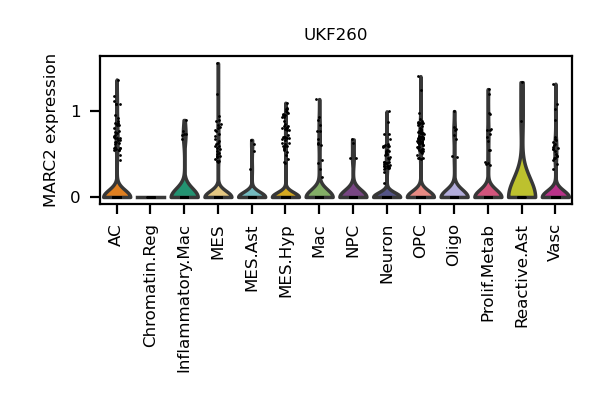 UKF260
MARC2 expression
1
0
AC
Chromatin.Reg
Inflammatory.Mac
MES
MES.Ast
MES.Hyp
Mac
NPC
Neuron
OPC
Oligo
Prolif.Metab
Reactive.Ast
Vasc